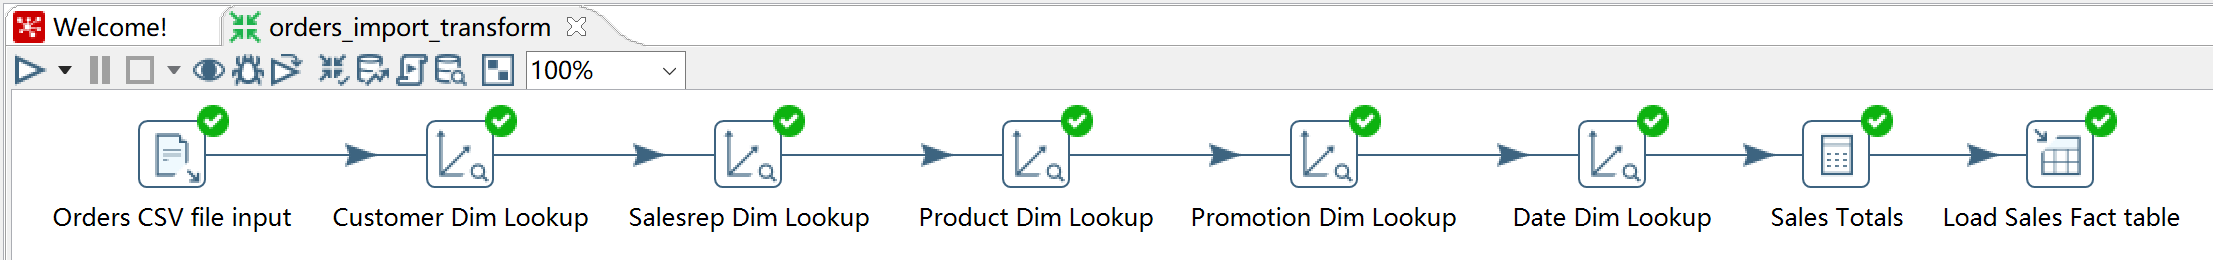 Welcome!
orders_import_transform
100%
Orders CSV file input
Customer Dim Lookup
Salesrep Dim Lookup
Product Dim Lookup
Promotion Dim Lookup
Date Dim Lookup
Sales Totals
Load Sales Fact table